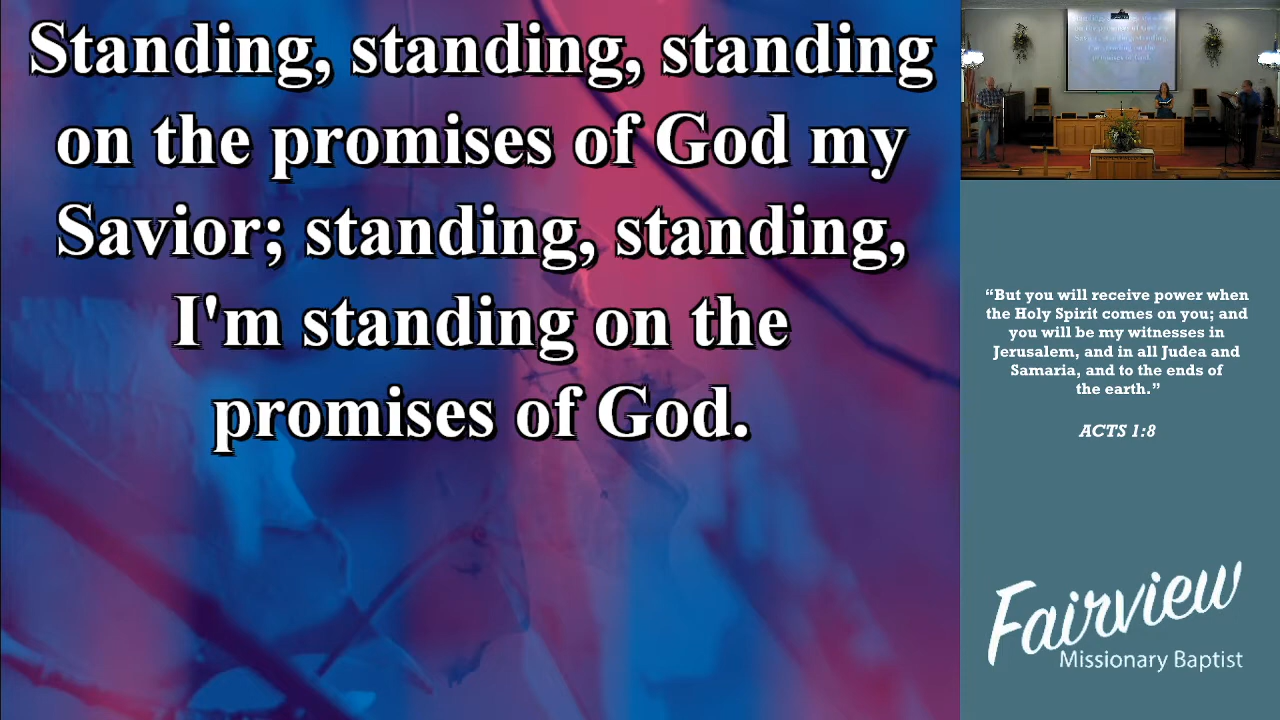 Standing, standing, standing
on the promises of God my
Savior; standing, standing,
I'm standing on the
promises of God.
“But you will receive power when
the Holy Spirit comes on you; and
you will be my witnesses in
Jerusalem, and in all Judea and
Samaria, and to the ends of
the earth.”
ACTS 1:8
Fairview
Missionary Baptist